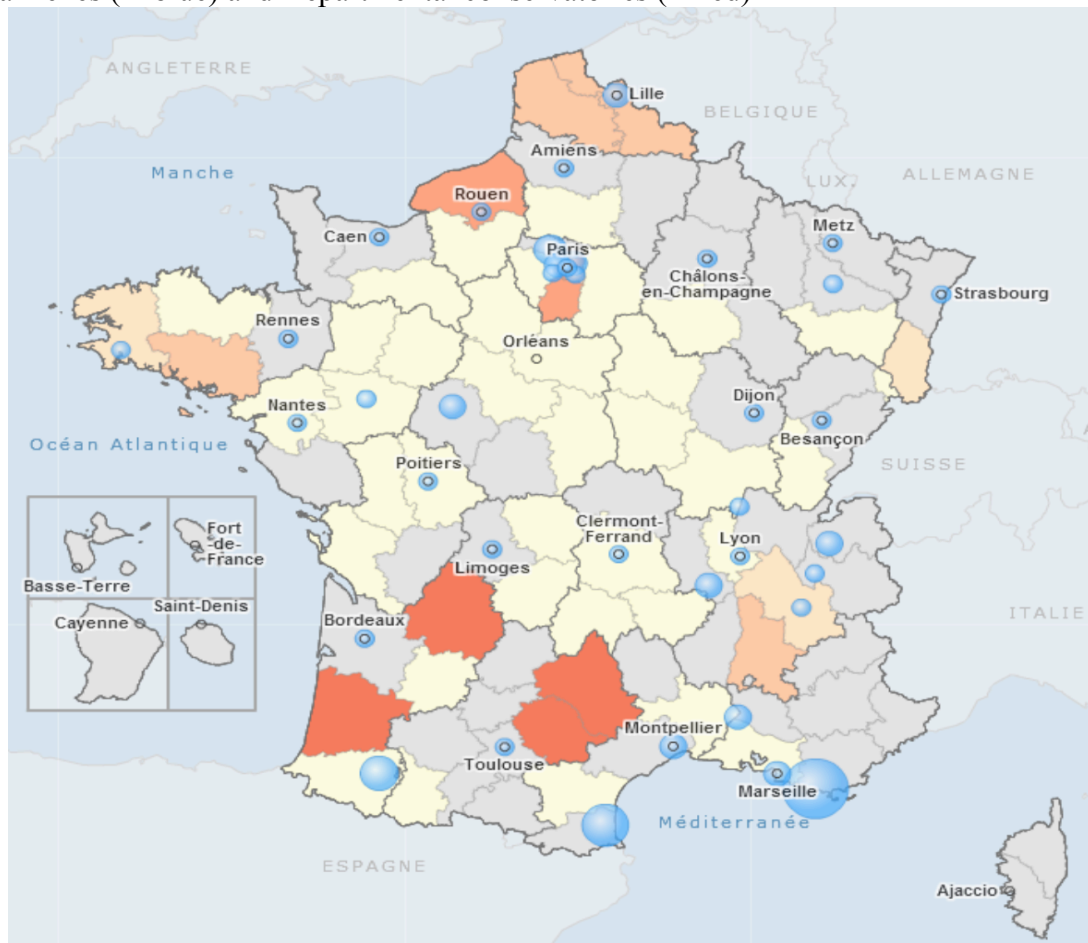 ANGLETERRE
Lille
BELGIQUE
Amiens
Manche
LUX.
ALLEMAGNE
Rouen
Metz
Caen
Paris
Châlons-
en-Champagne
Strasbourg
Rennes
Orléans
Dijon
Nantes
Besançon
Océan Atlantique
Poitiers
SUISSE
Clermont-
Ferrand
Lyon
Fort
-de-
France
Limoges
Basse-Terre
Saint-Denis
Cayenne
Bordeaux
ITALIE
Montpellier
Toulouse
Marseille
Méditerranée
ESPAGNE
Ajaccio